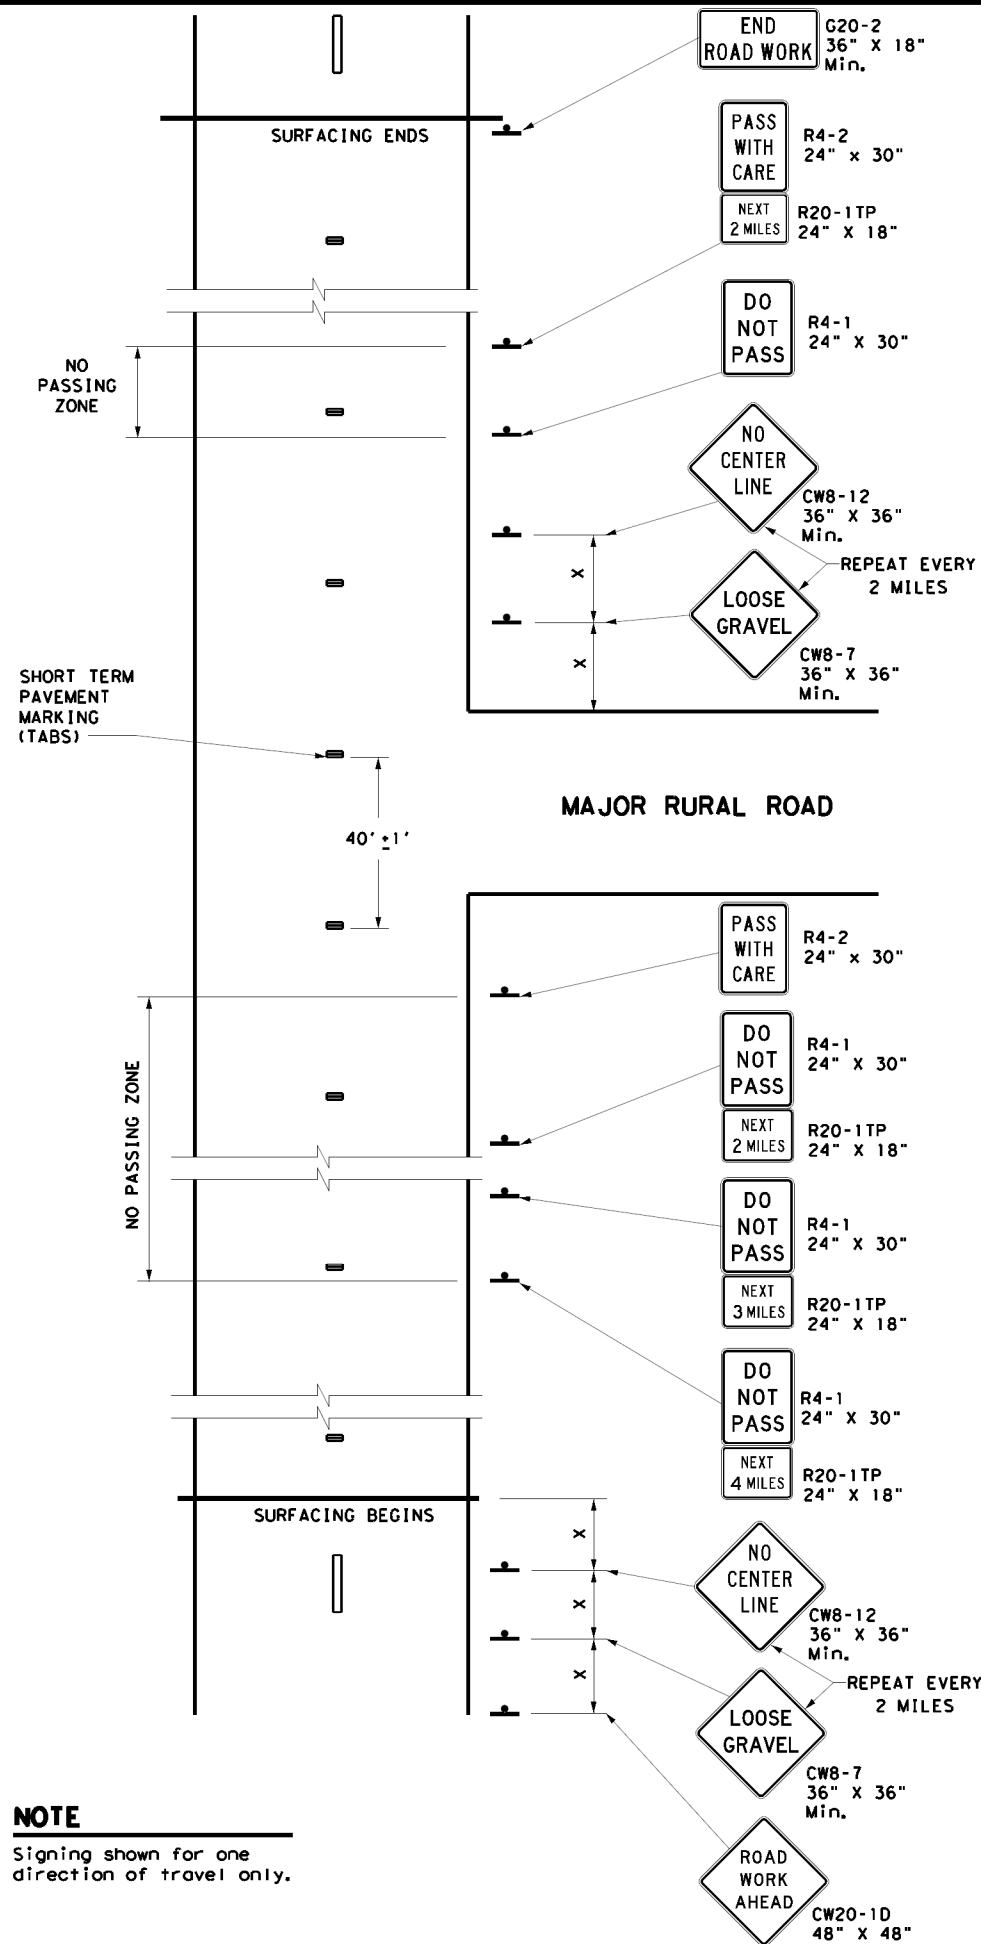 END
ROAD WORK
G20-2
36" X 18"
Min.
SURFACING ENDS
PASS
WITH
CARE
R4-2
24" x 30"
NEXT
2 MILES
R20-1TP
24" X 18"
DO
NOT
PASS
R4-1
24" X 30"
NO
PASSING
ZONE
NO
CENTER
LINE
CW8-12
36" X 36"
Min.
REPEAT EVERY
2 MILES
X
LOOSE
GRAVEL
CW8-7
36" X 36"
Min.
X
SHORT TERM
PAVEMENT
MARKING
(TABS)
MAJOR RURAL ROAD
40' ±1'
PASS
WITH
CARE
R4-2
24" x 30"
NO PASSING ZONE
DO
NOT
PASS
R4-1
24" X 30"
NEXT
2 MILES
R20-1TP
24" X 18"
DO
NOT
PASS
R4-1
24" X 30"
NEXT
3 MILES
R20-1TP
24" X 18"
DO
NOT
PASS
R4-1
24" X 30"
NEXT
4 MILES
R20-1TP
24" X 18"
SURFACING BEGINS
X
NO
CENTER
LINE
CW8-12
36" X 36"
Min.
X
REPEAT EVERY
2 MILES
X
LOOSE
GRAVEL
CW8-7
36" X 36"
Min.
NOTE
Signing shown for one
direction of travel only.
ROAD
WORK
AHEAD
CW20-1D
48" X 48"